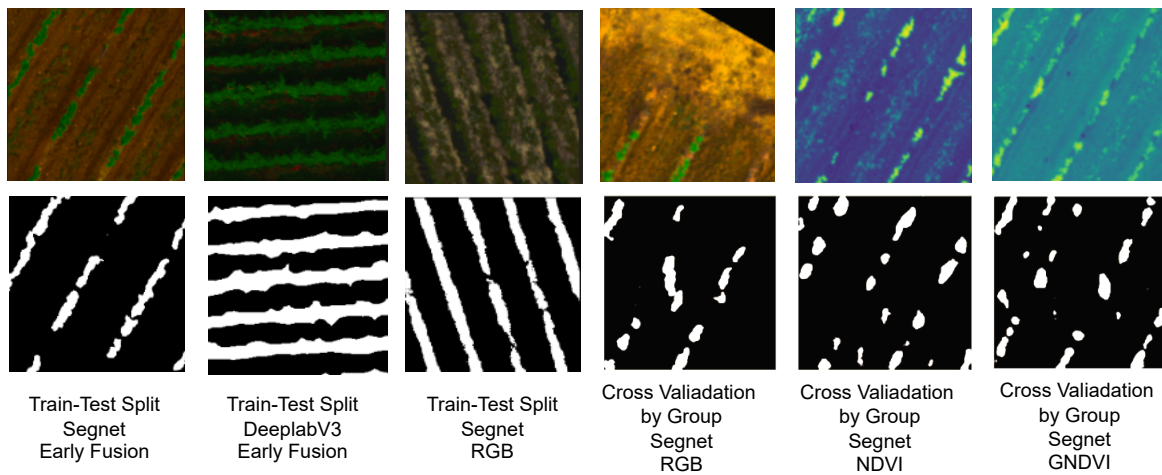 Train-Test Split
Segnet
Early Fusion
Train-Test Split
DeeplabV3
Early Fusion
Train-Test Split
Segnet
RGB
Cross Valiadation
by Group
Segnet
RGB
Cross Valiadation
by Group
Segnet
NDVI
Cross Valiadation
by Group
Segnet
GNDVI